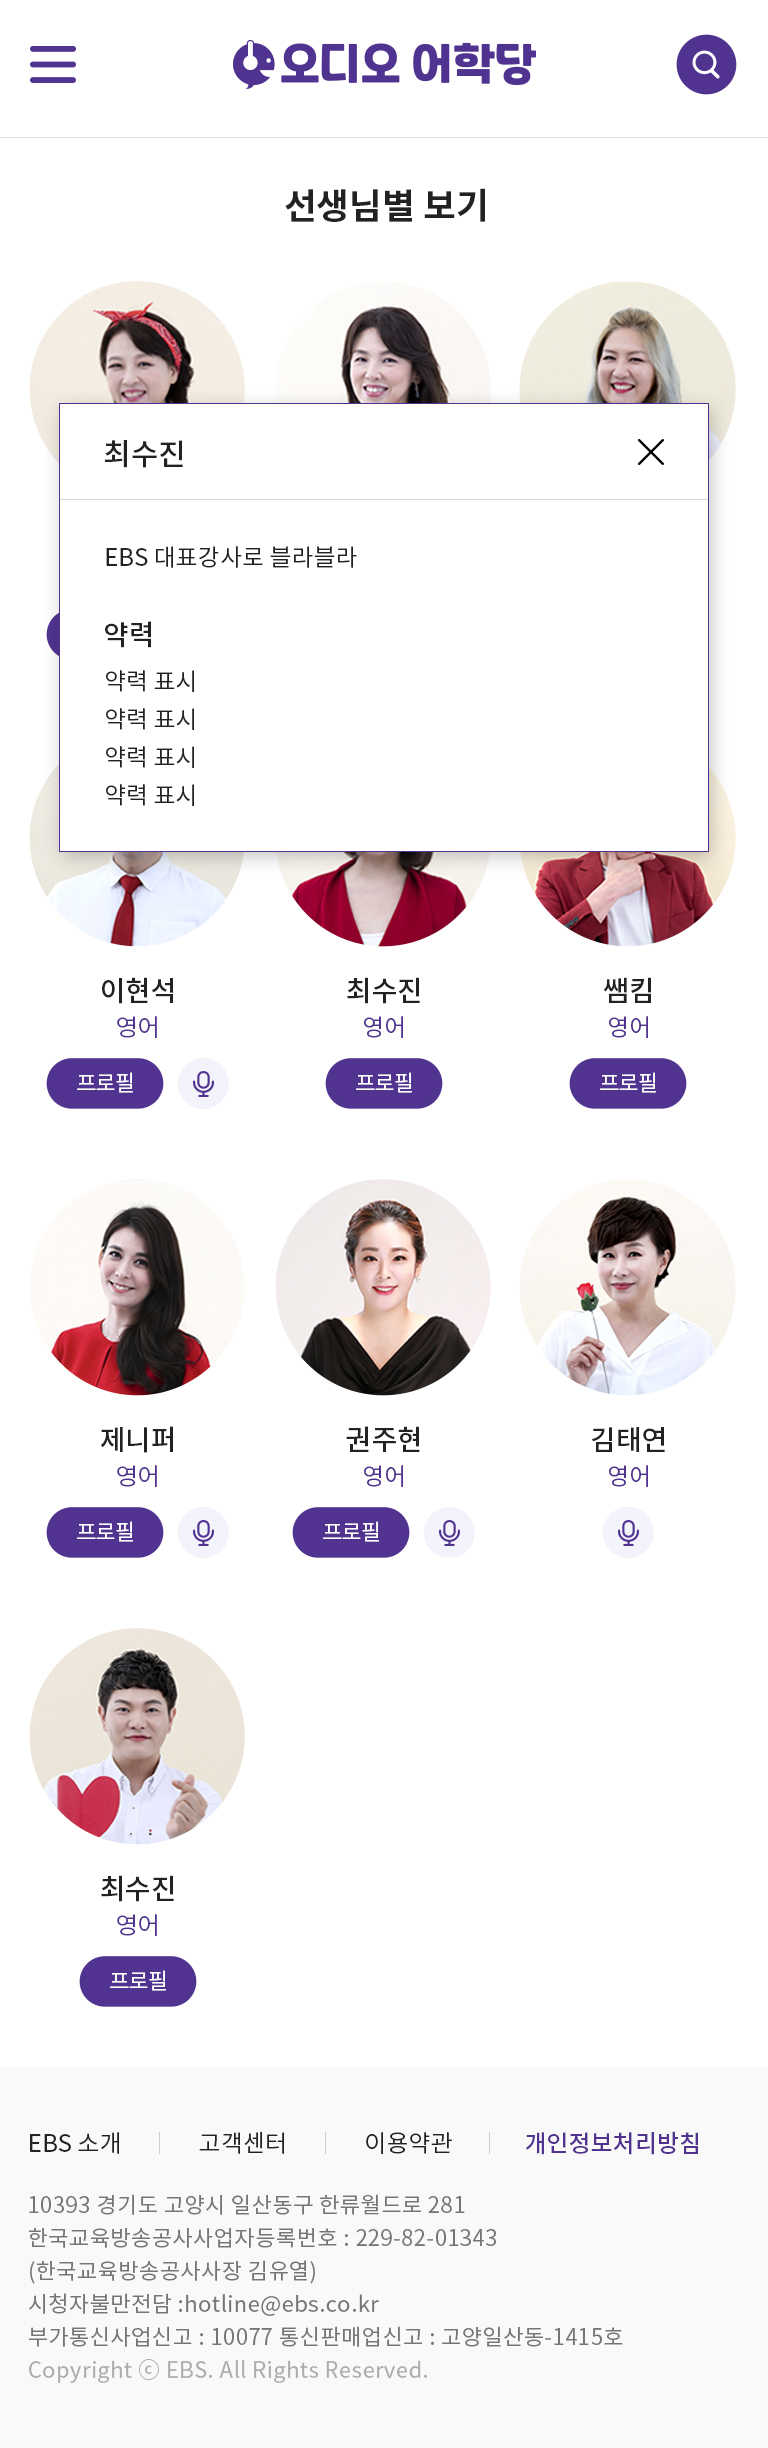 오디오 어학당
선생님별 보기
최수진
EBS 대표강사로 블라블라
약력
약력 표시
약력 표시
약력 표시
약력 표시
이현석 최수진 쌤킴
영어 영어 영어
프로필 프로필 프로필
제니퍼 권주현 김태연
영어 영어 영어
프로필 프로필
최수진
영어
프로필
EBS 소개 고객센터 이용약관 개인정보처리방침
10393 경기도 고양시 일산동구 한류월드로 281
한국교육방송공사사업자등록번호 : 229-82-01343
(한국교육방송공사사장 김유열)
시청자불만전담 :hotline@ebs.co.kr
부가통신사업신고 : 10077 통신판매업신고 : 고양일산동-1415호
Copyright ⓒ EBS. All Rights Reserved.